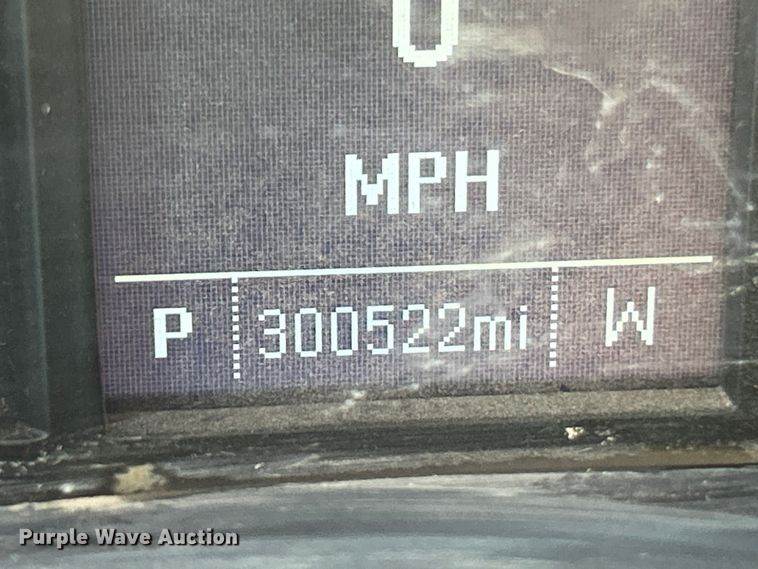 0
MPH
P 300522mi W
Purple Wave Auction